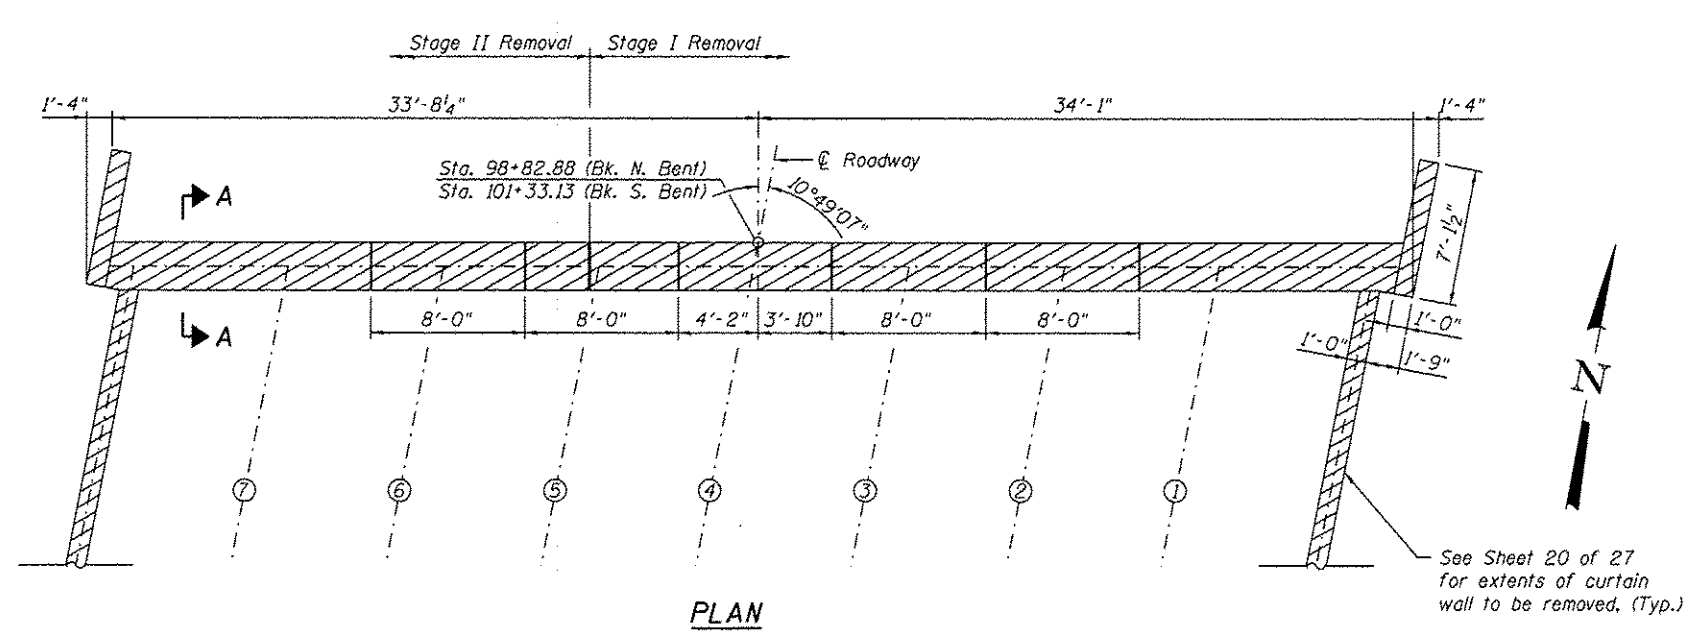 Stage II Removal
Stage I Removal
1'-4"
33'-8¼"
34'-1"
1'-4"
Sta. 98+82.88 (Bk. N. Bent)
Sta. 101+33.13 (Bk. S. Bent)
℄ Roadway
10°49'07"
A
7'-1½"
8'-0"
8'-0"
4'-2"
3'-10"
8'-0"
8'-0"
A
1'-0"
1'-0"
1'-9"
N
7
6
5
4
3
2
1
See Sheet 20 of 27
for extents of curtain
wall to be removed, (Typ.)
PLAN